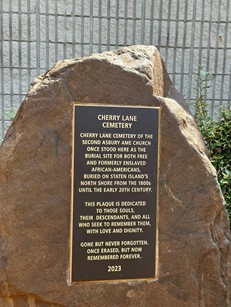 CHERRY LANE
CEMETERY
CHERRY LANE CEMETERY OF THE
SECOND ASBURY AME CHURCH
ONCE STOOD HERE AS THE
BURIAL SITE FOR BOTH FREE
AND FORMERLY ENSLAVED
AFRICAN-AMERICANS,
BURIED ON STATEN ISLAND'S
NORTH SHORE FROM THE 1800s
UNTIL THE EARLY 20TH CENTURY.
THIS PLAQUE IS DEDICATED
TO THOSE SOULS,
THEIR DESCENDANTS, AND ALL
WHO SEEK TO REMEMBER THEM,
WITH LOVE AND DIGNITY.
GONE BUT NEVER FORGOTTEN.
ONCE ERASED, BUT NOW
REMEMBERED FOREVER.
2023